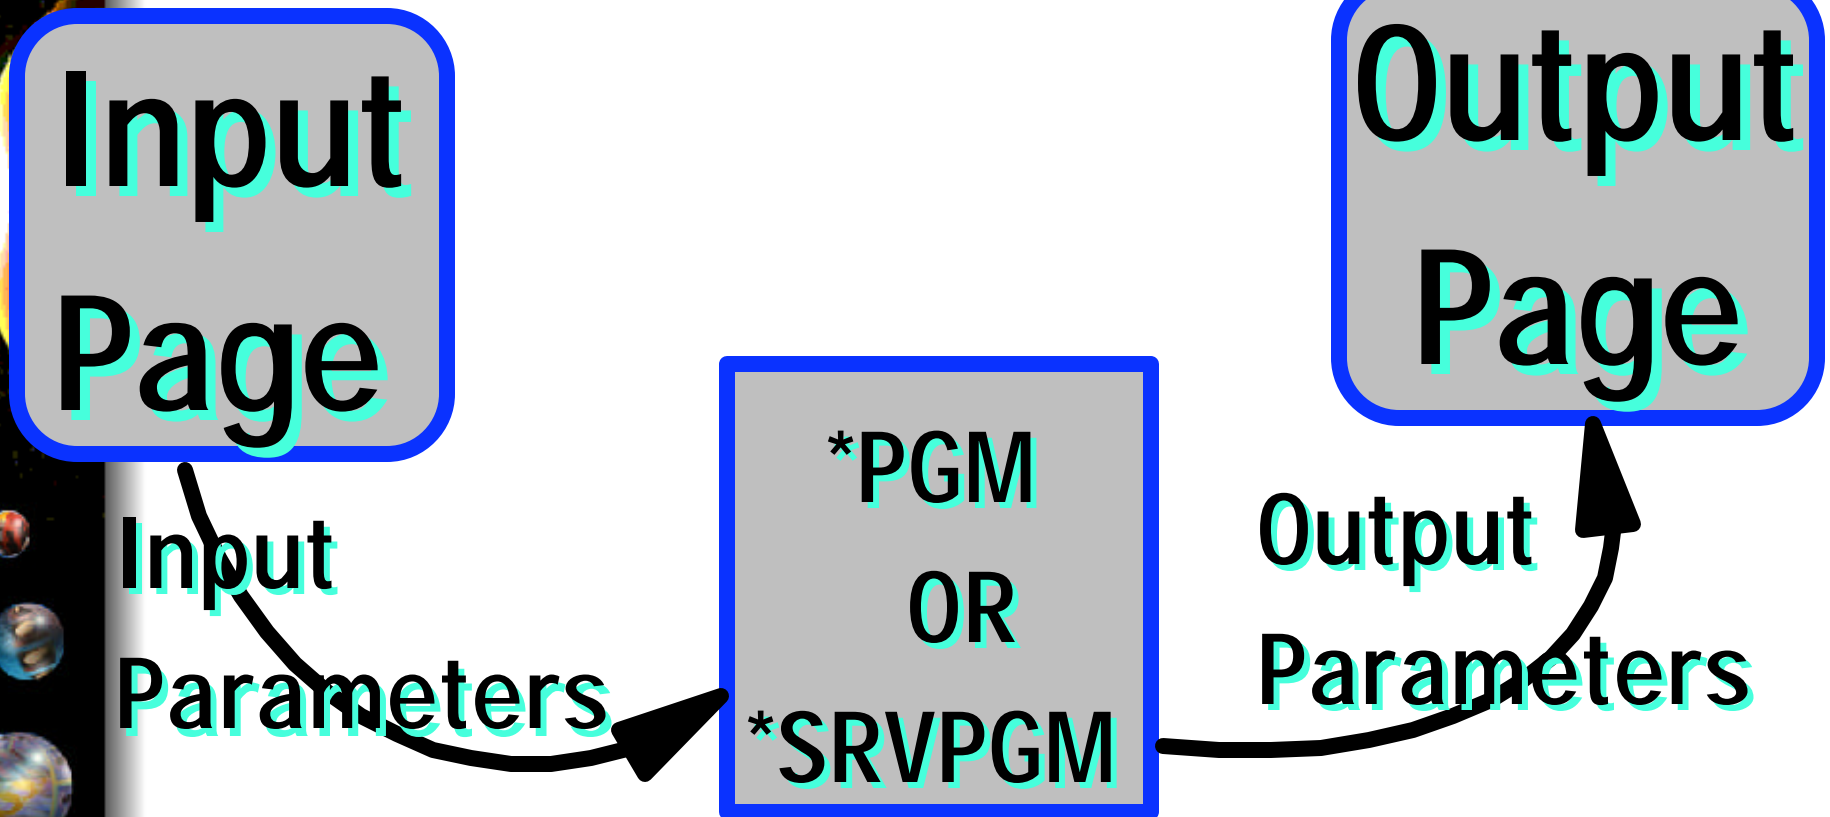 Input
Page
Input
Parameters
*PGM
OR
*SRVPGM
Output
Page
Output
Parameters